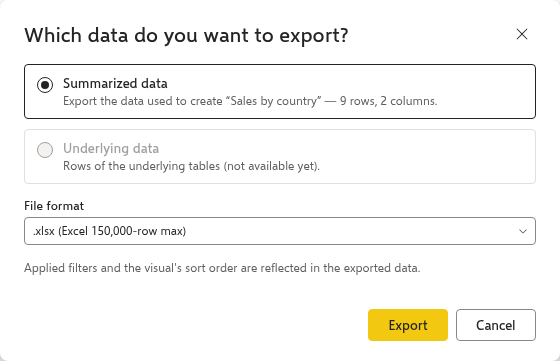 Which data do you want to export?
Summarized data
Export the data used to create “Sales by country” — 9 rows, 2 columns.
Underlying data
Rows of the underlying tables (not available yet).
File format
.xlsx (Excel 150,000-row max)
Applied filters and the visual's sort order are reflected in the exported data.
Export
Cancel